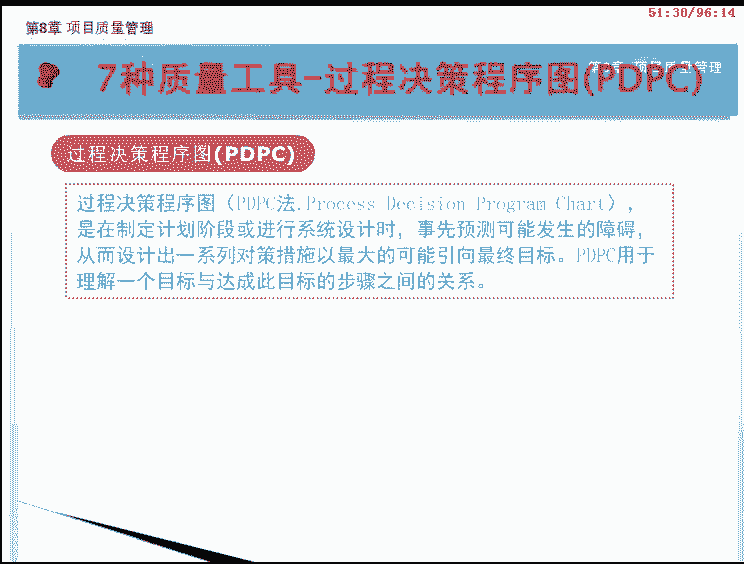 51:30/96:14
第8章 项目质量管理
第8章 项目质量管理
7种质量工具-过程决策程序图(PDPC)
过程决策程序图(PDPC)
过程决策程序图（PDPC法.Process Decision Program Chart），
是在制定计划阶段或进行系统设计时，事先预测可能发生的障碍，
从而设计出一系列对策措施以最大的可能引向最终目标。PDPC用于
理解一个目标与达成此目标的步骤之间的关系。